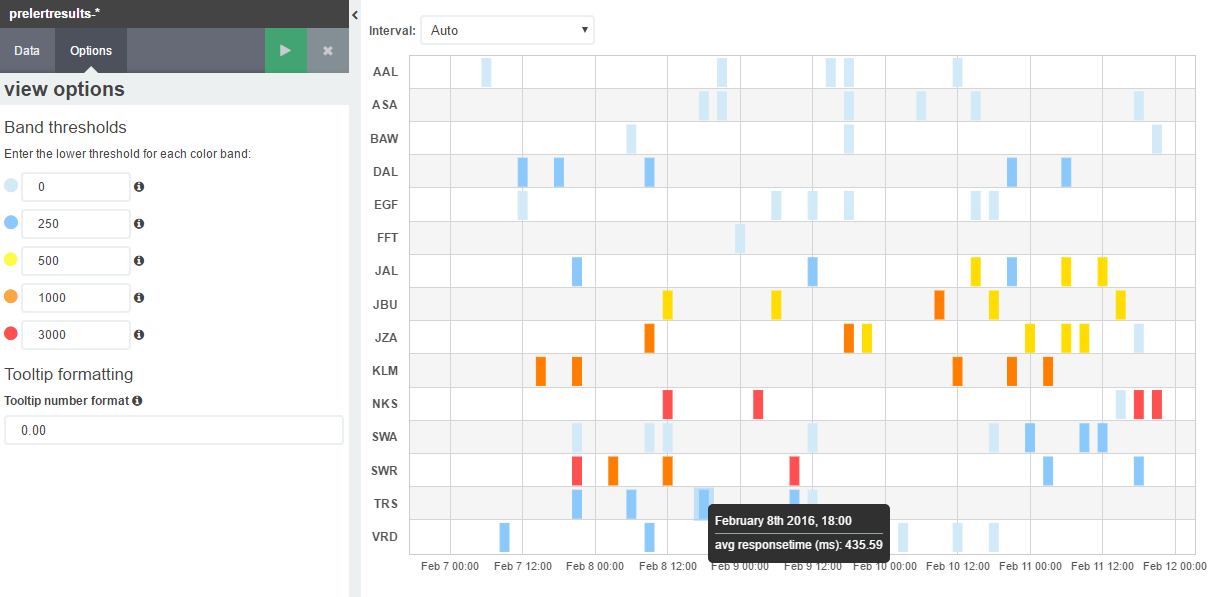 prelertresults-*
Data
Options
view options
Band thresholds
Enter the lower threshold for each color band:
0
250
500
1000
3000
Tooltip formatting
Tooltip number format
0.00
Interval:
Auto
AAL
ASA
BAW
DAL
EGF
FFT
JAL
JBU
JZA
KLM
NKS
SWA
SWR
TRS
VRD
February 8th 2016, 18:00
avg responsetime (ms): 435.59
Feb 7 00:00 Feb 7 12:00 Feb 8 00:00 Feb 8 12:00 Feb 9 00:00 Feb 9 12:00 Feb 10 00:00 Feb 10 12:00 Feb 11 00:00 Feb 11 12:00 Feb 12 00:00